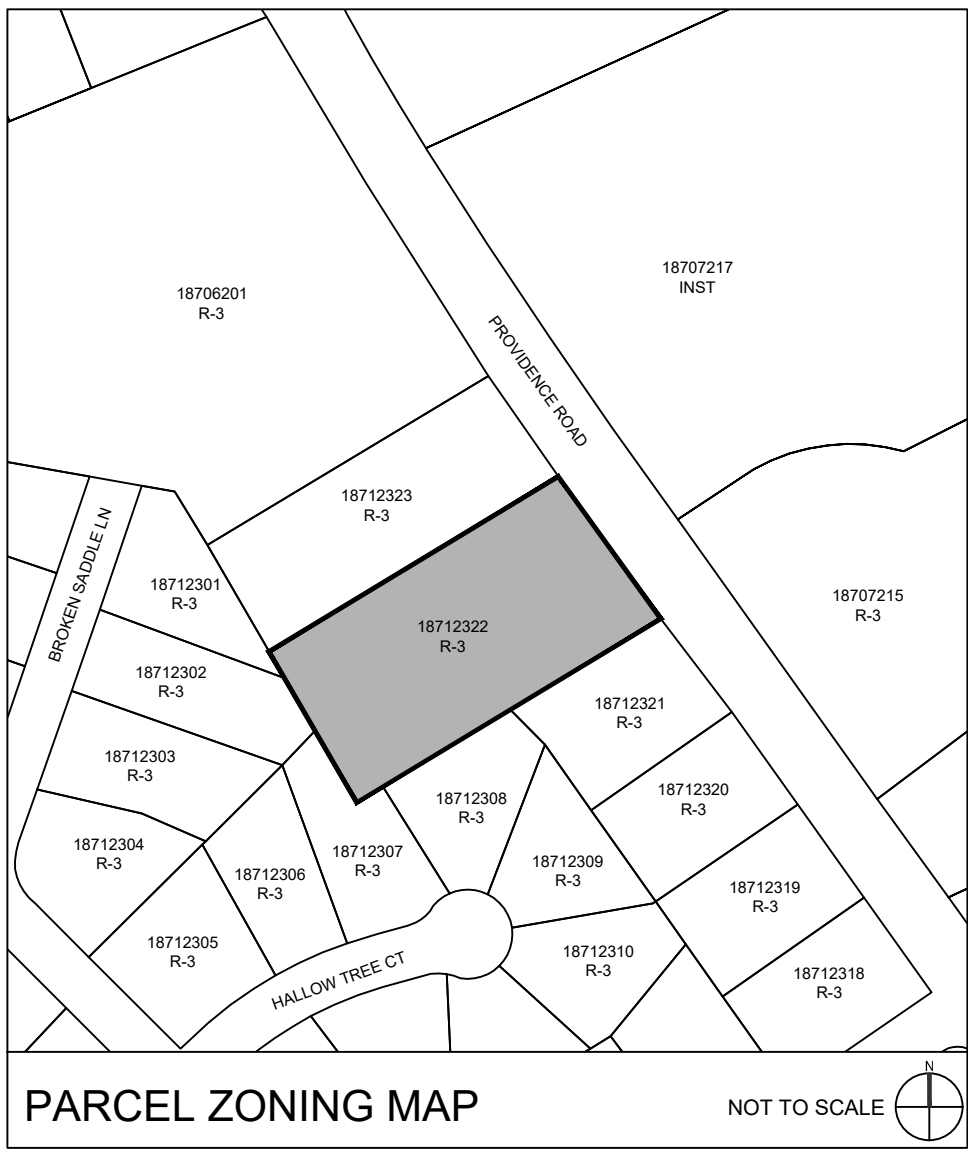 18707217
INST
18706201
R-3
PROVIDENCE ROAD
18712323
R-3
BROKEN SADDLE LN
18712301
R-3
18707215
R-3
18712322
R-3
18712302
R-3
18712321
R-3
18712303
R-3
18712320
R-3
18712308
R-3
18712304
R-3
18712307
R-3
18712309
R-3
18712306
R-3
18712319
R-3
18712305
R-3
18712310
R-3
HALLOW TREE CT
18712318
R-3
N
PARCEL ZONING MAP
NOT TO SCALE